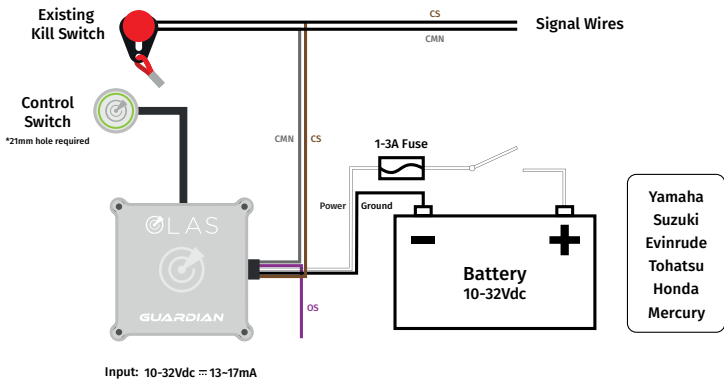 Existing
Kill Switch
CS
CMN
Signal Wires
Control
Switch
*21mm hole required
CMN
CS
1-3A Fuse
Power
Ground
OLAS
GUARDIAN
OS
Battery
10-32Vdc
Yamaha
Suzuki
Evinrude
Tohatsu
Honda
Mercury
Input: 10-32Vdc ⎓ 13~17mA